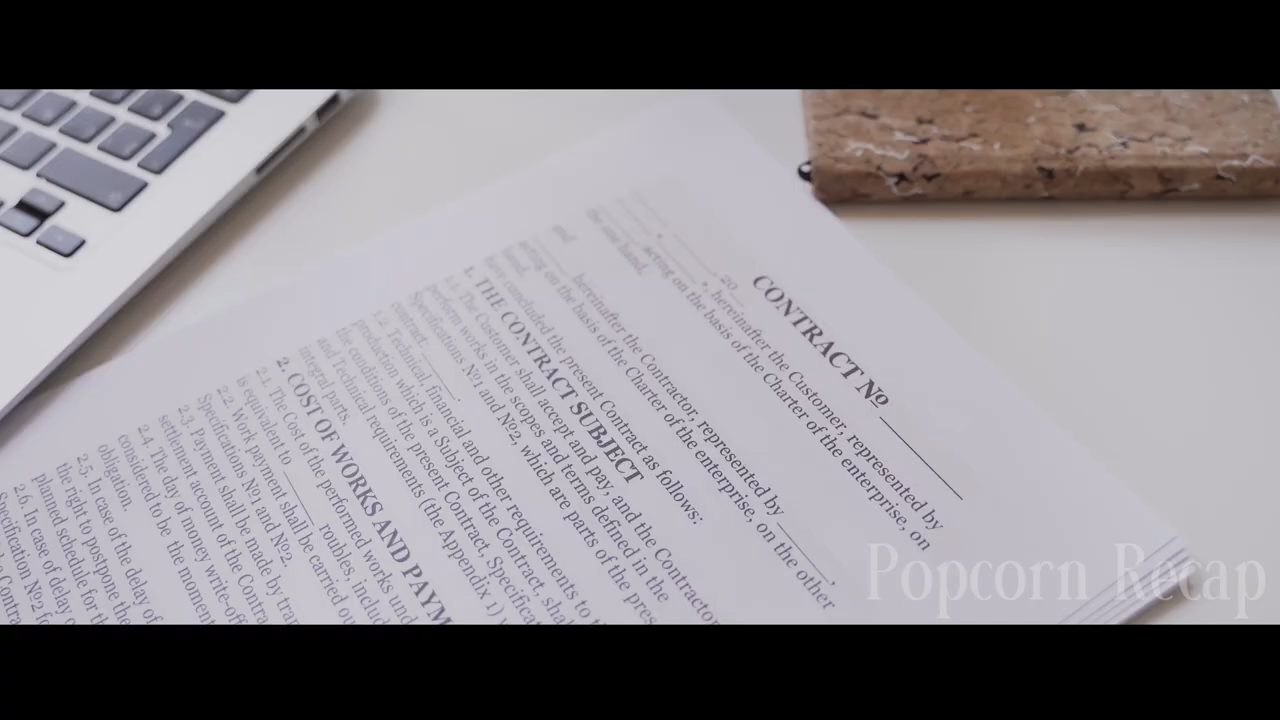 CONTRACT №
20
", hereinafter the Customer, represented by
, acting on the basis of the Charter of the enterprise, on
the one hand,
and
hereinafter the Contractor, represented by
acting on the basis of the Charter of the enterprise, on the other
hand,
have concluded the present Contract as follows:
1. THE CONTRACT SUBJECT
1.1. The Customer shall accept and pay, and the Contractor
perform works in the scopes and terms defined in the
Specifications №1 and №2, which are parts of the pres
contract:
1.2. Technical, financial and other requirements to t
production which is a Subject of the Contract, shal
the conditions of the present Contract, Specificat
and Technical requirements (the Appendix 1)
integral parts.
2. COST OF WORKS AND PAYM
2.1. The Cost of the performed works und
is equivalent to roubles, includ
2.2. Work payment shall be carried ou
Specifications №1 and №2.
2.3. Payment shall be made by tran
settlement account of the Contra
2.4. The day of money write-off
considered to be the moment
obligation.
2.5. In case of the delay of
the right to postpone the
planned schedule for th
2.6. In case of delay o
Specification №2 fo
Contra
Popcorn Recap